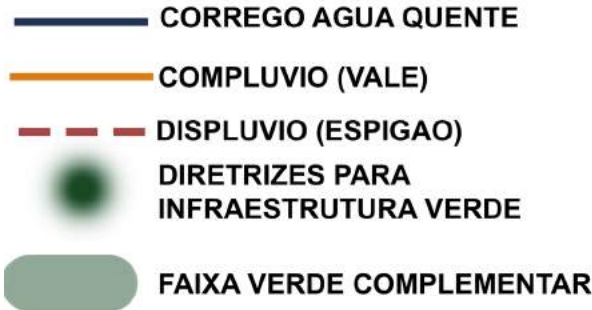 CORREGO AGUA QUENTE
COMPLUVIO (VALE)
DISPLUVIO (ESPIGAO)
DIRETRIZES PARA
INFRAESTRUTURA VERDE
FAIXA VERDE COMPLEMENTAR